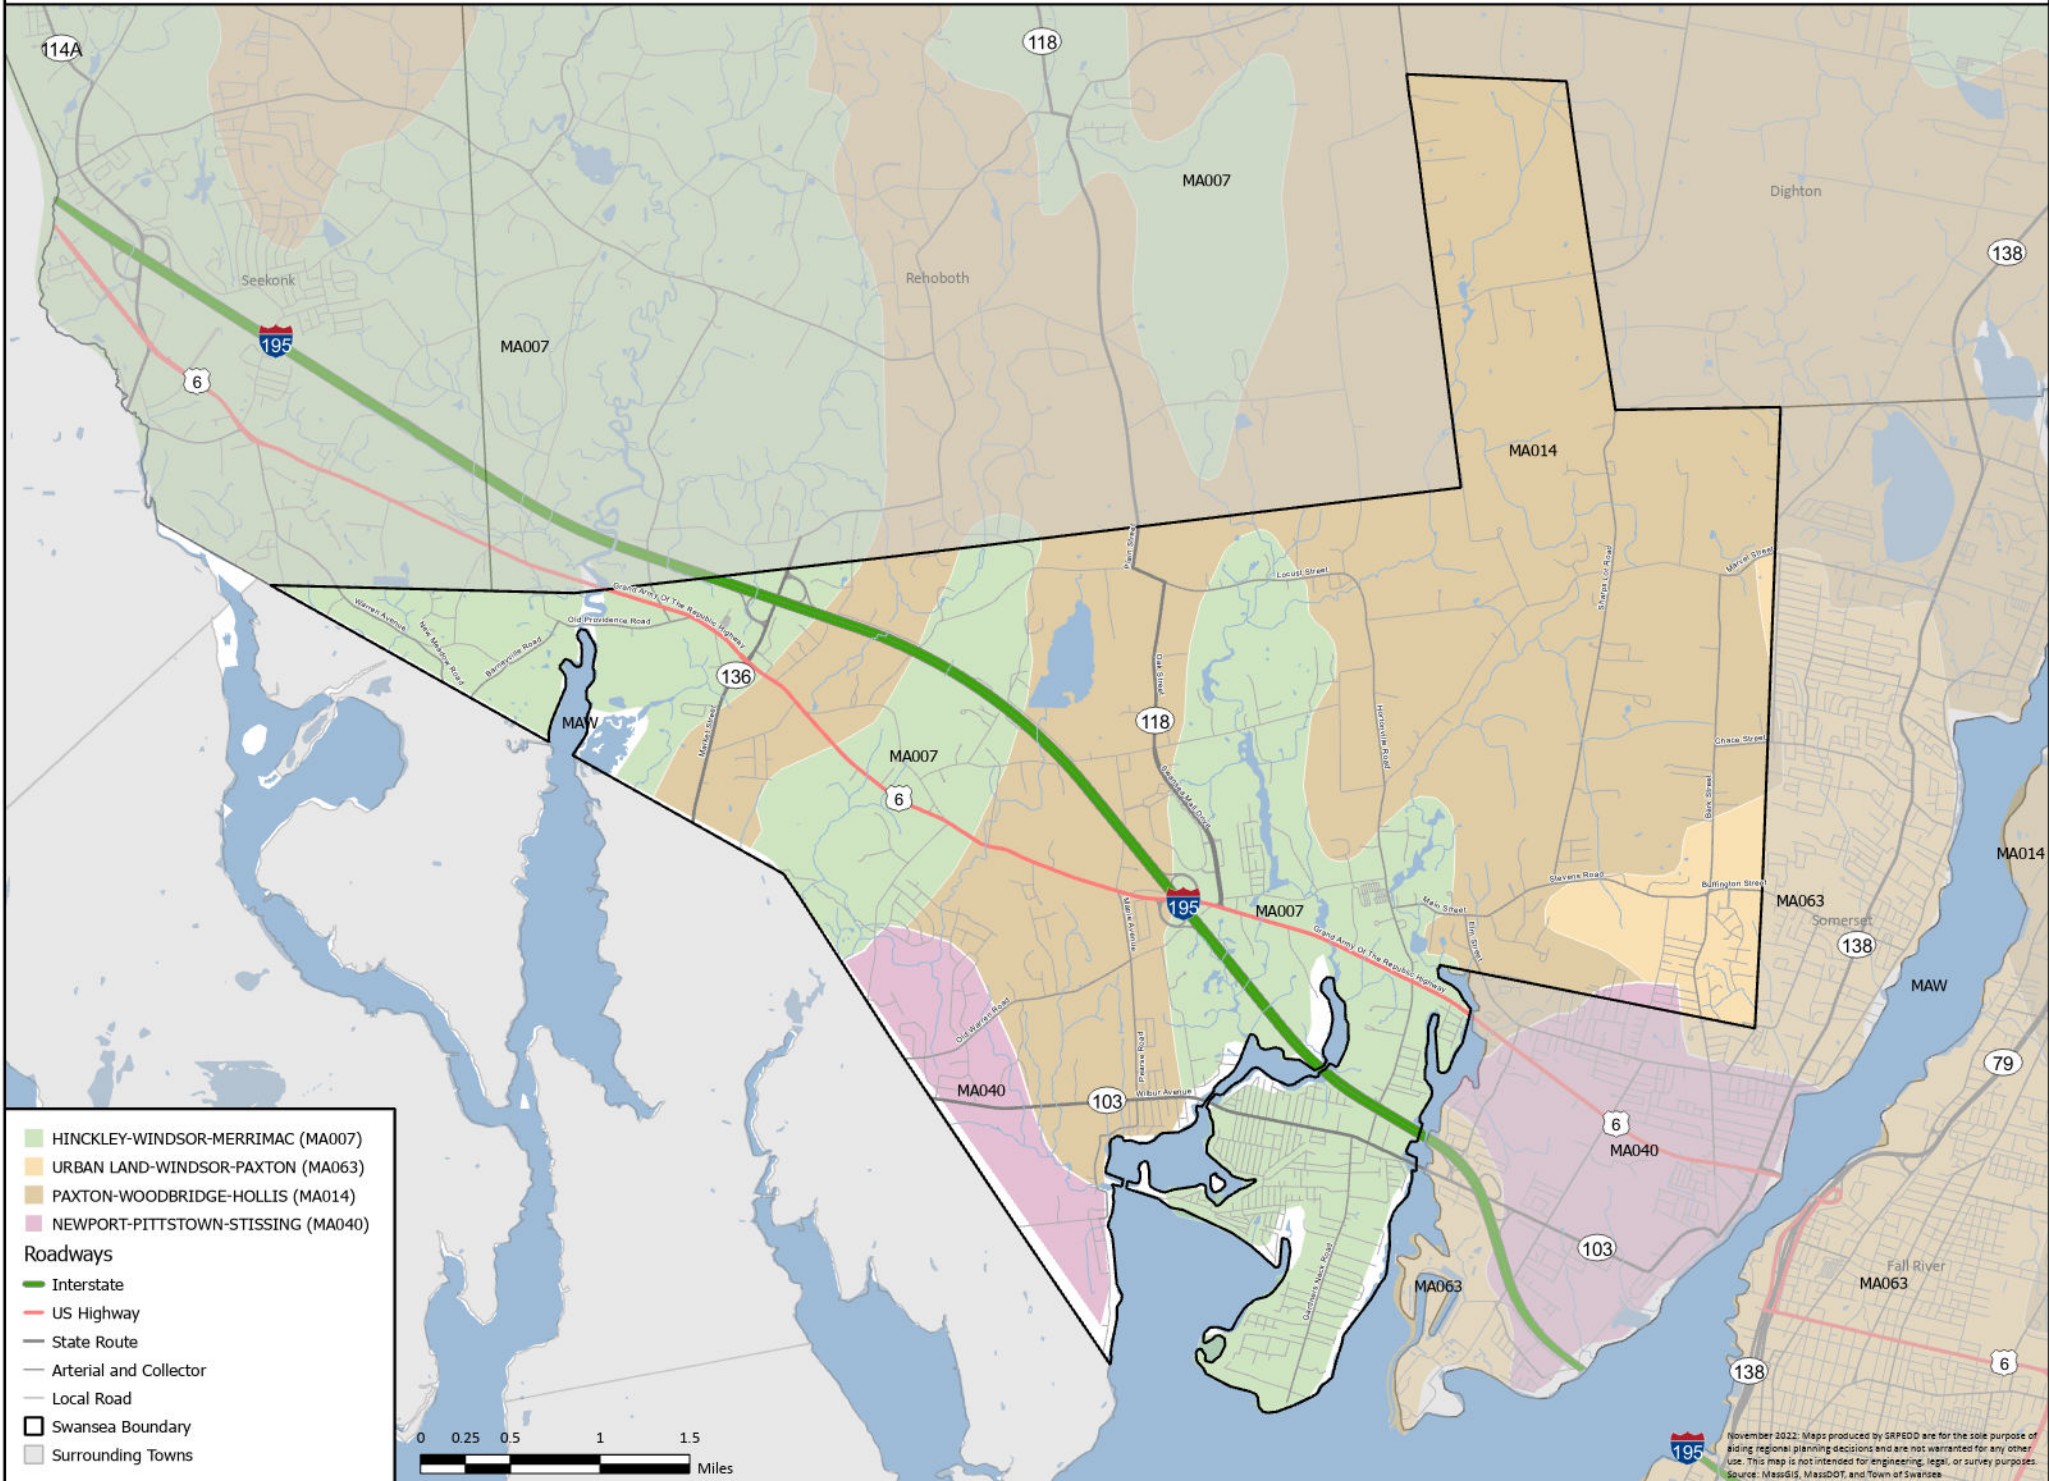 114A
118
MA007
Dighton
138
Seekonk
Rehoboth
195
MA007
6
MA014
Plain Street
Locust Street
Marvel Street
Sharps Lot Road
Grand Army Of The Republic Highway
Old Providence Road
Warren Avenue
New Meadow Road
Barneyville Road
136
Oak Street
118
MAW
Market Street
Hortonville Road
Chace Street
MA007
Swansea Mall Drive
Bark Street
6
MA014
Stevens Road
Buffington Street
MA063
195
MA007
Main Street
Somerset
Maple Avenue
Elm Street
Grand Army Of The Republic Highway
138
MAW
Old Warren Road
Pearse Road
79
MA040
103
Wilbur Avenue
6
MA040
103
Gardners Neck Road
MA063
Fall River
MA063
6
138
195
HINCKLEY-WINDSOR-MERRIMAC (MA007)
URBAN LAND-WINDSOR-PAXTON (MA063)
PAXTON-WOODBRIDGE-HOLLIS (MA014)
NEWPORT-PITTSTOWN-STISSING (MA040)
Roadways
Interstate
US Highway
State Route
Arterial and Collector
Local Road
Swansea Boundary
Surrounding Towns
0 0.25 0.5 1 1.5
Miles
November 2022: Maps produced by SRPEDD are for the sole purpose of
aiding regional planning decisions and are not warranted for any other
use. This map is not intended for engineering, legal, or survey purposes.
Source: MassGIS, MassDOT, and Town of Swansea